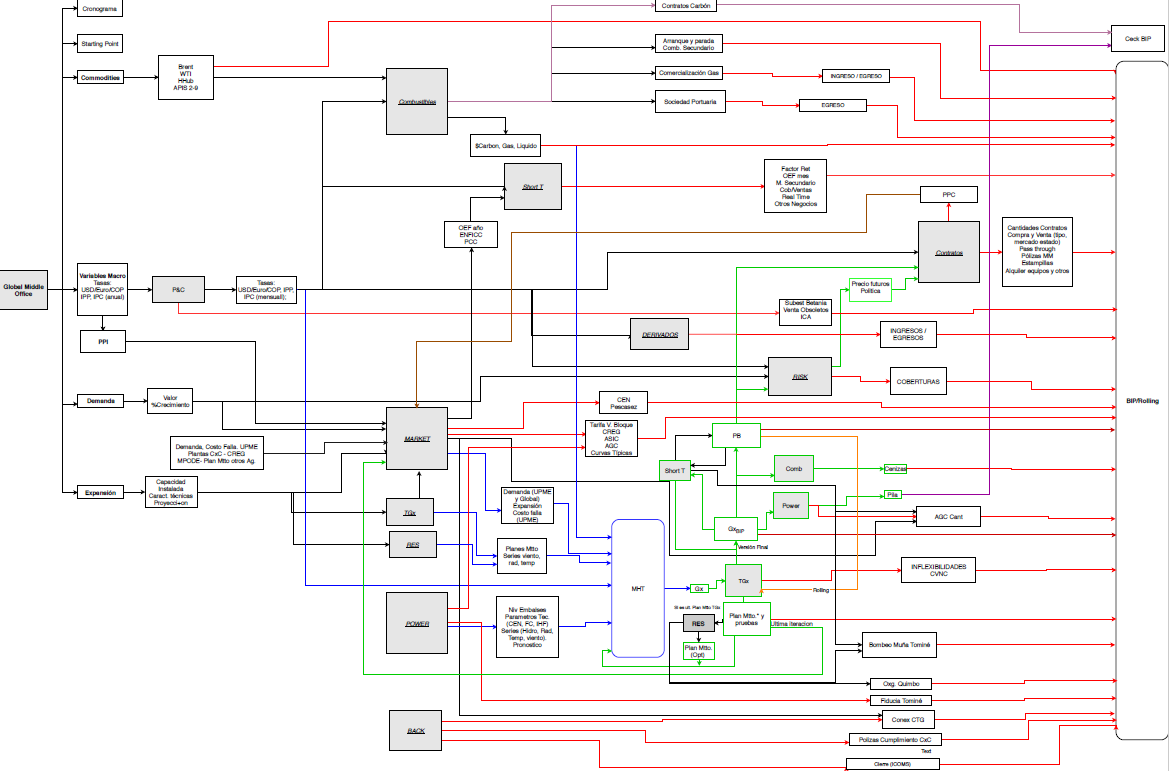 Cronograma
Starting Point
Commodities
Brent
WTI
HHub
APIS 2-9
Combustibles
$Carbon, Gas, Liquido
Contratos Carbón
Arranque y parada
Comb. Secundario
Comercialización Gas
INGRESO / EGRESO
Sociedad Portuaria
EGRESO
Ceck BIP
Short T
Factor Ret
OEF mes
M. Secundario
Cob/Ventas
Real Time
Otros Negocios
PPC
OEF año
ENFICC
PCC
Contratos
Cantidades Contratos
Compra y Venta (tipo,
mercado estado)
Pass through
Pólizas MM
Estampillas
Alquiler equipos y otros
Global Middle
Office
Variables Macro
Tasas:
USD/Euro/COP
IPP, IPC (anual)
P&C
Tasas:
USD/Euro/COP, IPP,
IPC (mensual);
Precio futuros
Politica
Subest Betania
Venta Obsoletos
ICA
PPI
DERIVADOS
INGRESOS /
EGRESOS
RISK
COBERTURAS
BIP/Rolling
Demanda
Valor
%Crecimiento
CEN
Pescasez
MARKET
Tarifa V. Bloque
CREG
ASIC
AGC
Curvas Típicas
PB
Demanda, Costo Falla. UPME
Plantas CxC - CREG
MPODE- Plan Mtto otros Ag.
Short T
Comb
Cenizas
Expansión
Capacidad
Instalada
Caract. técnicas
Proyecci+on
Demanda (UPME
y Global)
Expansión
Costo falla
(UPME)
Power
Pila
TGx
AGC Cant
GxBIP
RES
Planes Mtto
Series viento,
rad, temp
Versión Final
MHT
Gx
TGx
INFLEXIBILIDADES
CVNC
Rolling
POWER
Niv Embalses
Parametros Tec.
(CEN, FC, IHF)
Series (Hidro, Rad,
Temp, viento).
Pronostico
Si es ult. Plan Mtto TGx
RES
Plan Mtto.* y
pruebas
Ultima iteracion
Plan Mtto.
(Opt)
Bombeo Muña Tominé
Oxg. Quimbo
Fiducia Tominé
BACK
Conex CTG
Polizas Cumplimiento CxC
Text
Cierre (ICOMS)